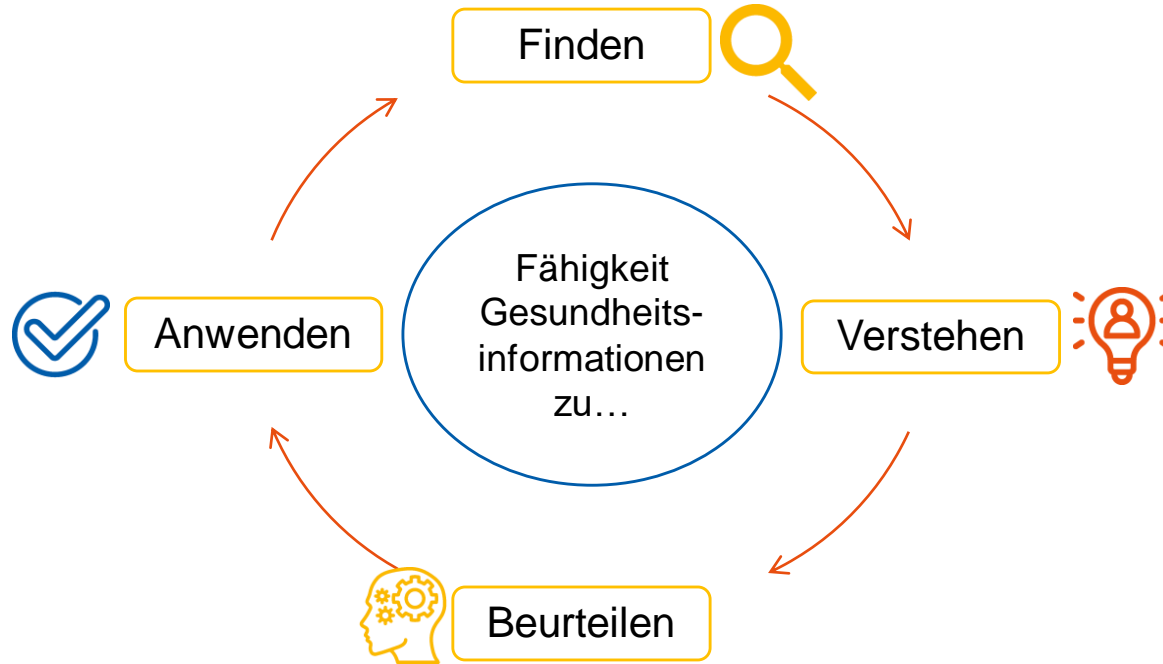 Finden
Fähigkeit
Gesundheits-
informationen
zu…
Anwenden
Verstehen
Beurteilen